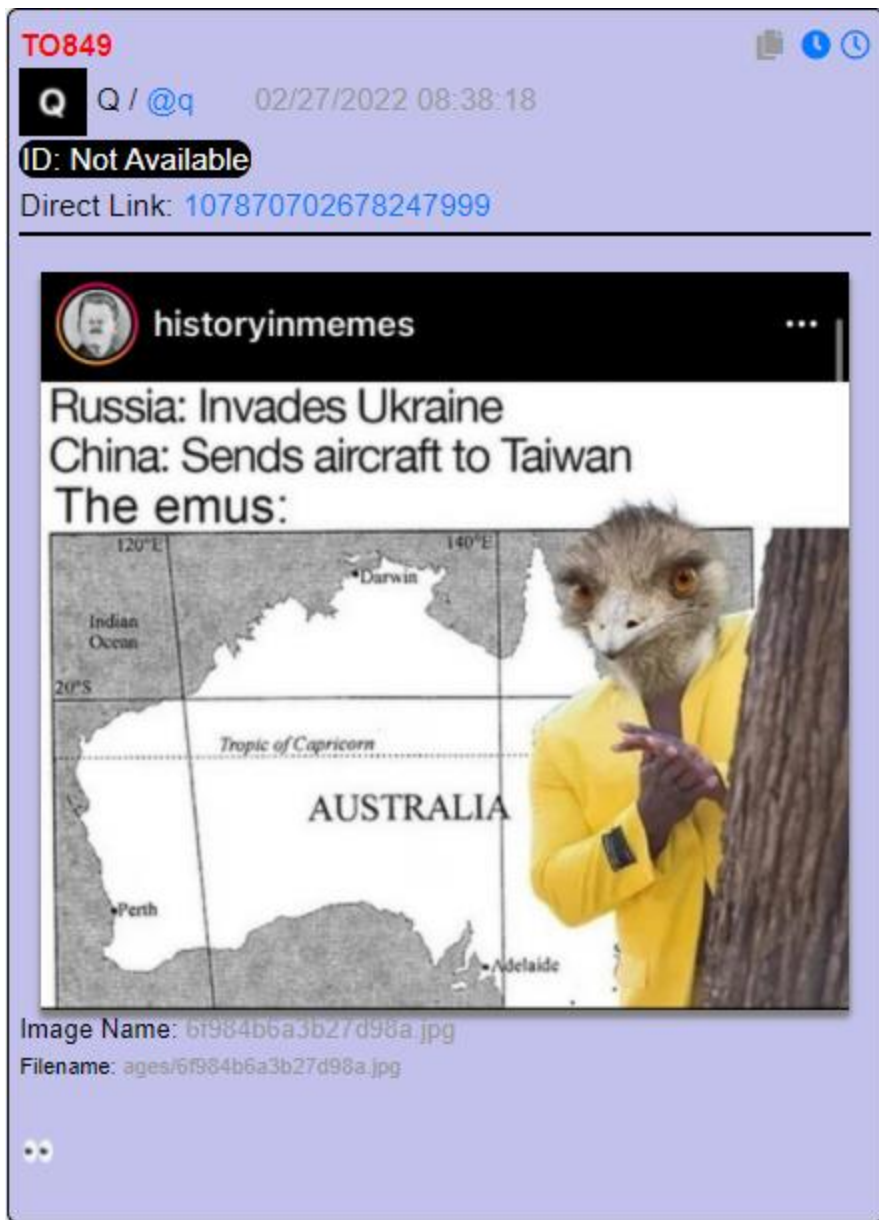 TO849
Q
Q / @q 02/27/2022 08:38:18
ID: Not Available
Direct Link: 107870702678247999
historyinmemes
Russia: Invades Ukraine
China: Sends aircraft to Taiwan
The emus:
120°E 140°E
Darwin
Indian
Ocean
20°S
Tropic of Capricorn
AUSTRALIA
Perth
Adelaide
Image Name: 6f984b6a3b27d98a.jpg
Filename: ages/6f984b6a3b27d98a.jpg